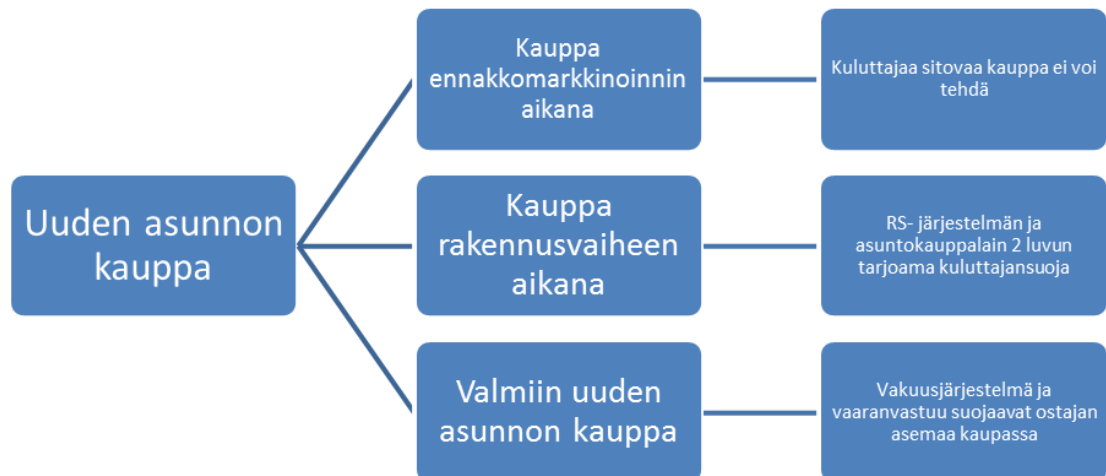 Uuden asunnon
kauppa
Kauppa
ennakkomarkkinoinnin
aikana
Kuluttajaa sitovaa kauppa ei voi
tehdä
Kauppa
rakennusvaiheen
aikana
RS- järjestelmän ja
asuntokauppalain 2 luvun
tarjoama kuluttajansuoja
Valmiin uuden
asunnon kauppa
Vakuusjärjestelmä ja
vaaranvastuu suojaavat ostajan
asemaa kaupassa